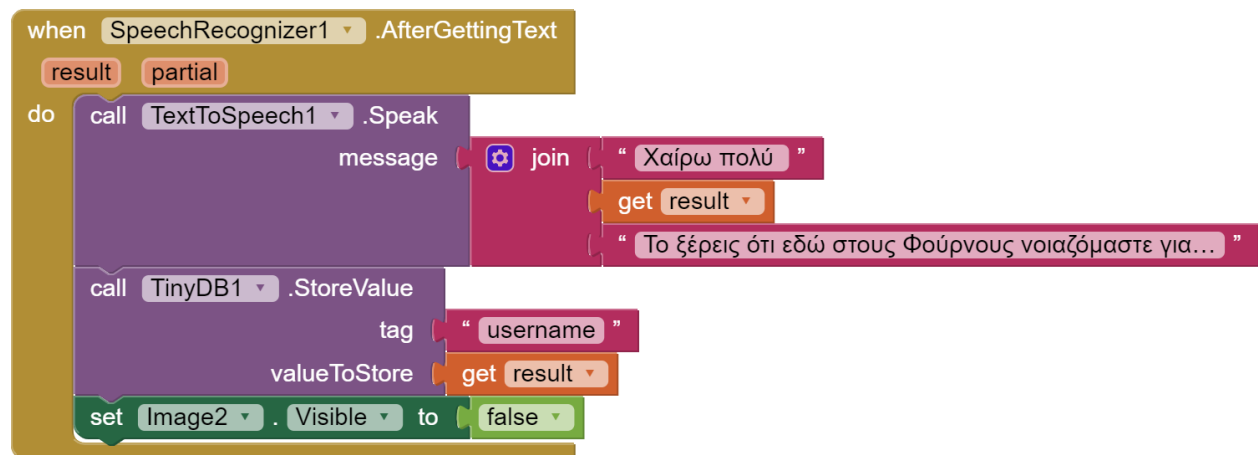 when SpeechRecognizer1 .AfterGettingText
result partial
do call TextToSpeech1 .Speak
message join “ Χαίρω πολύ ”
get result
“ Το ξέρεις ότι εδώ στους Φούρνους νοιαζόμαστε για... ”
call TinyDB1 .StoreValue
tag “ username ”
valueToStore get result
set Image2 . Visible to false